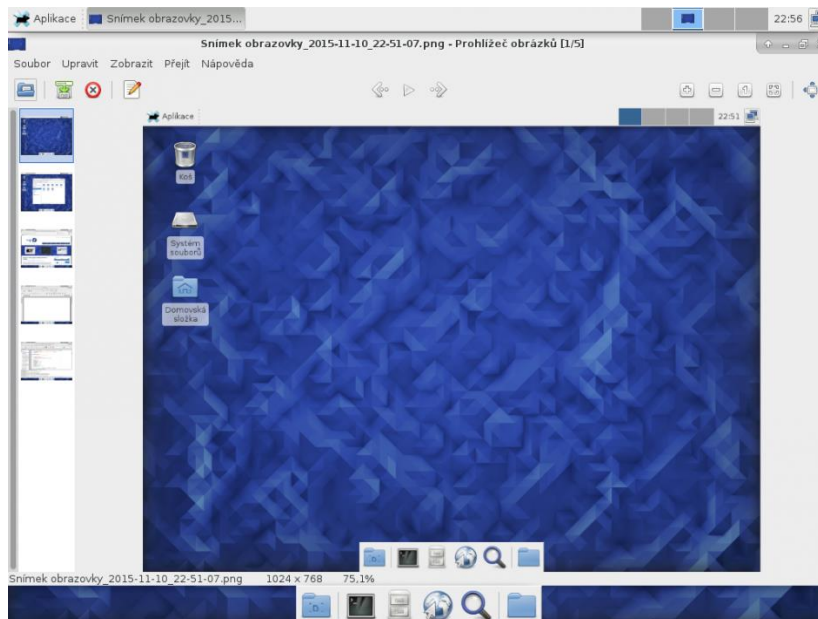 Aplikace
Snímek obrazovky_2015...
22:56
Snímek obrazovky_2015-11-10_22-51-07.png - Prohlížeč obrázků [1/5]
Soubor Upravit Zobrazit Přejít Nápověda
Aplikace
22:51
Koš
Systém
souborů
Domovská
složka
Snímek obrazovky_2015-11-10_22-51-07.png 1024 x 768 75,1%